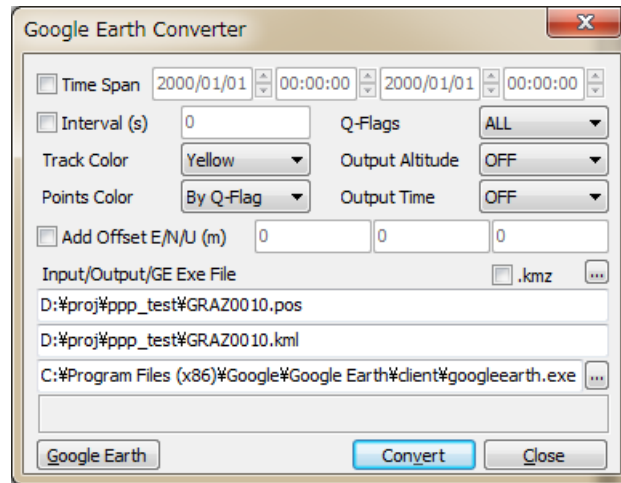 Google Earth Converter
Time Span 2000/01/01 00:00:00 2000/01/01 00:00:00
Interval (s) 0 Q-Flags ALL
Track Color Yellow Output Altitude OFF
Points Color By Q-Flag Output Time OFF
Add Offset E/N/U (m) 0 0 0
Input/Output/GE Exe File .kmz ...
D:¥proj¥ppp_test¥GRAZ0010.pos
D:¥proj¥ppp_test¥GRAZ0010.kml
C:¥Program Files (x86)¥Google¥Google Earth¥client¥googleearth.exe ...
Google Earth Convert Close